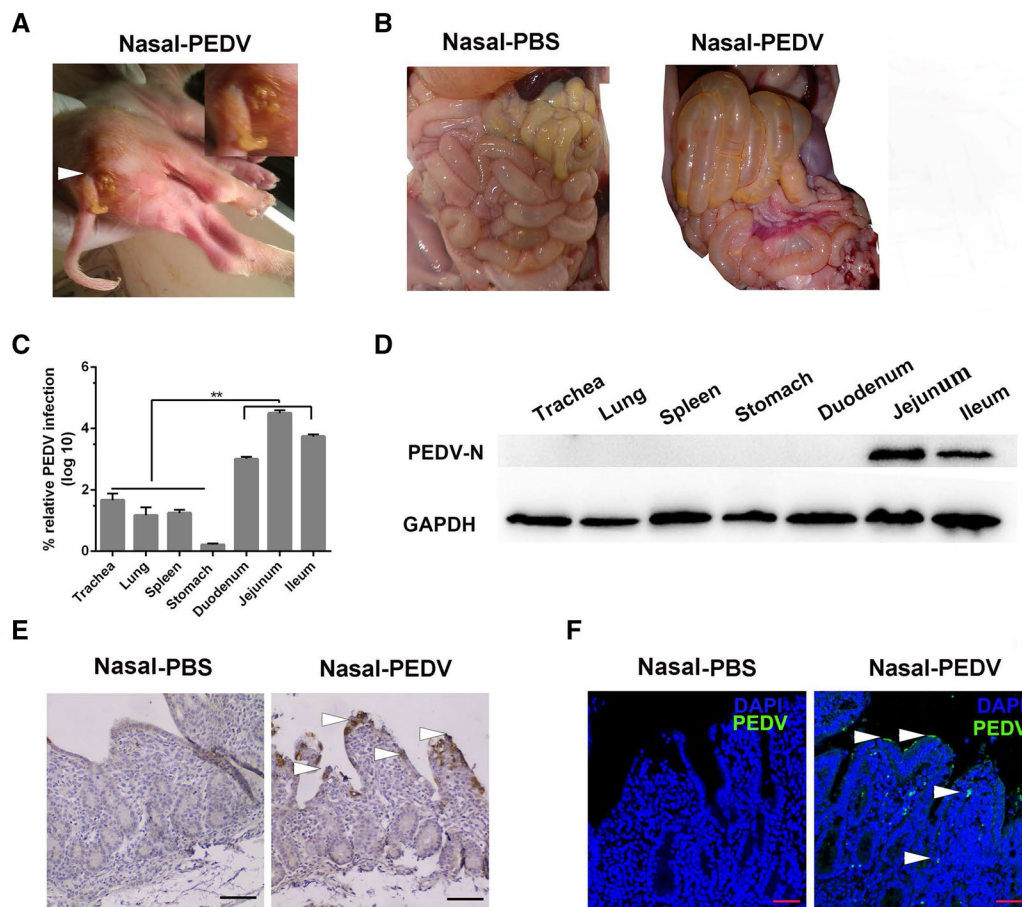 A
Nasal-PEDV
B
Nasal-PBS
Nasal-PEDV
C
% relative PEDV infection
(log 10)
6
4
2
0
**
Trachea
Lung
Spleen
Stomach
Duodenum
Jejunum
Ileum
D
Trachea
Lung
Spleen
Stomach
Duodenum
Jejunum
Ileum
PEDV-N
GAPDH
E
Nasal-PBS
Nasal-PEDV
F
Nasal-PBS
Nasal-PEDV
DAPI
PEDV
DAPI
PEDV